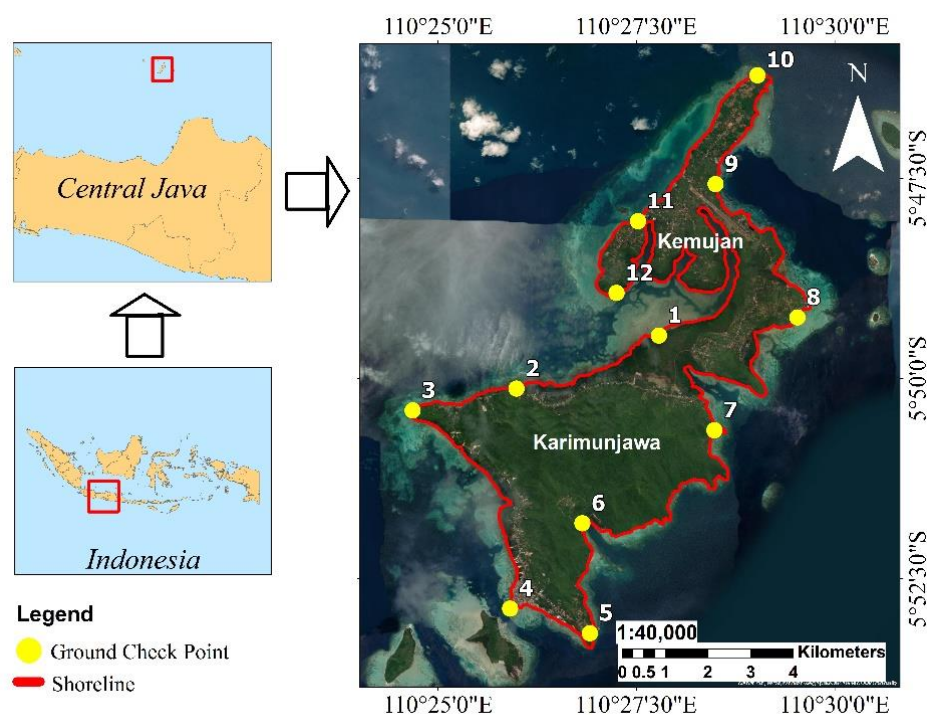 110°25'0"E 110°27'30"E 110°30'0"E
Central Java
Indonesia
Legend
Ground Check Point
Shoreline
N
10
9
5°47'30"S
11
Kemujan
12
8
1
2
5°50'0"S
3
7
Karimunjawa
6
5°52'30"S
4
5
1:40,000
Kilometers
0 0.5 1 2 3 4
110°25'0"E 110°27'30"E 110°30'0"E